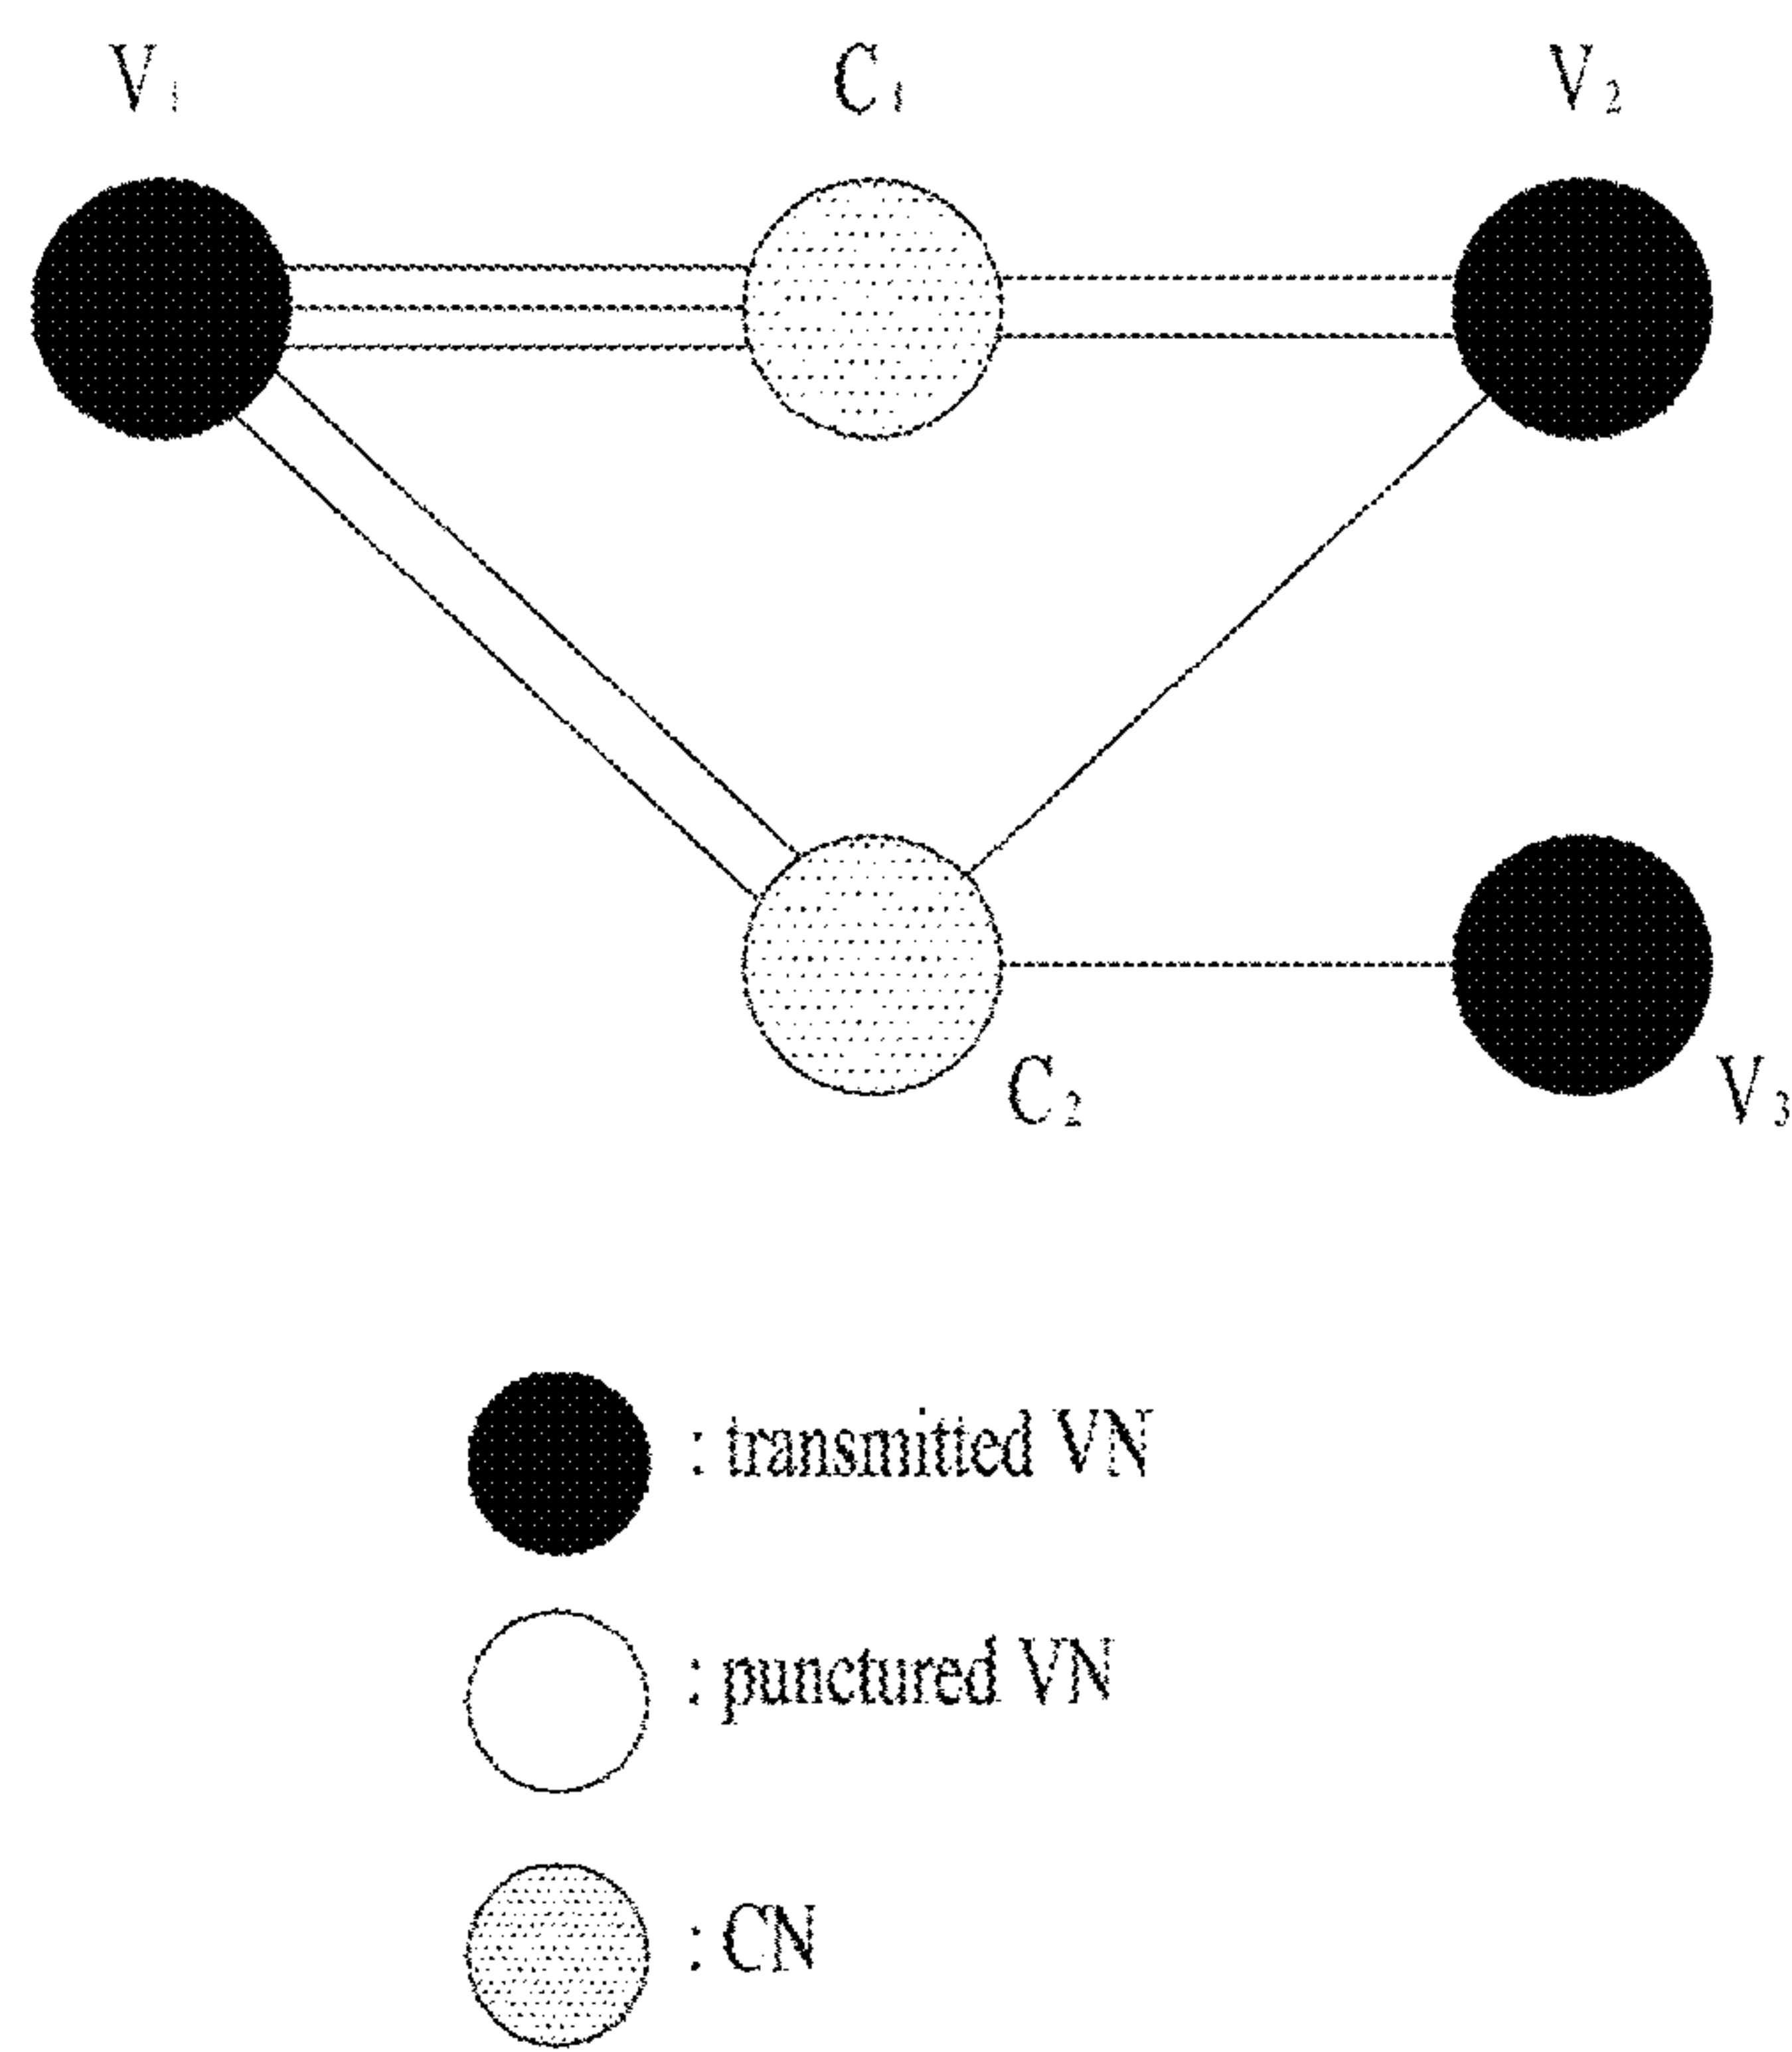 V₁ C₁ V₂
C₂ V₃
: transmitted VN
: punctured VN
: CN